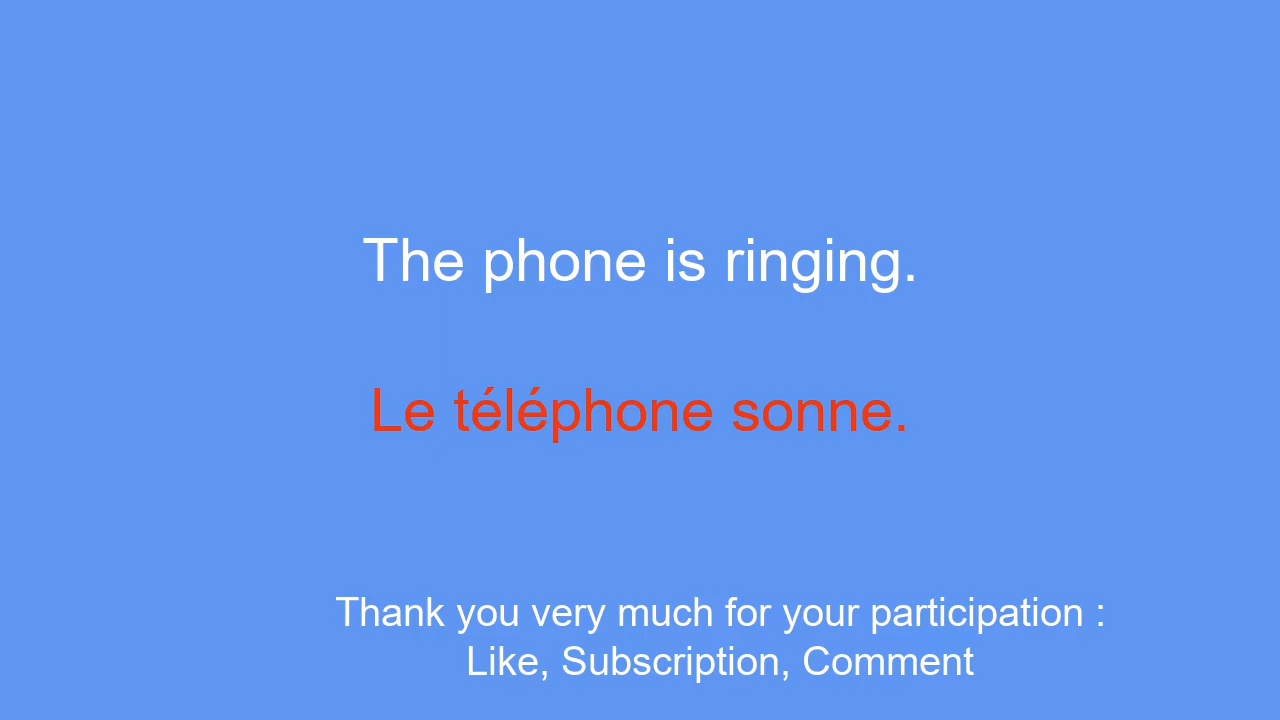 The phone is ringing.
Le téléphone sonne.
Thank you very much for your participation :
Like, Subscription, Comment